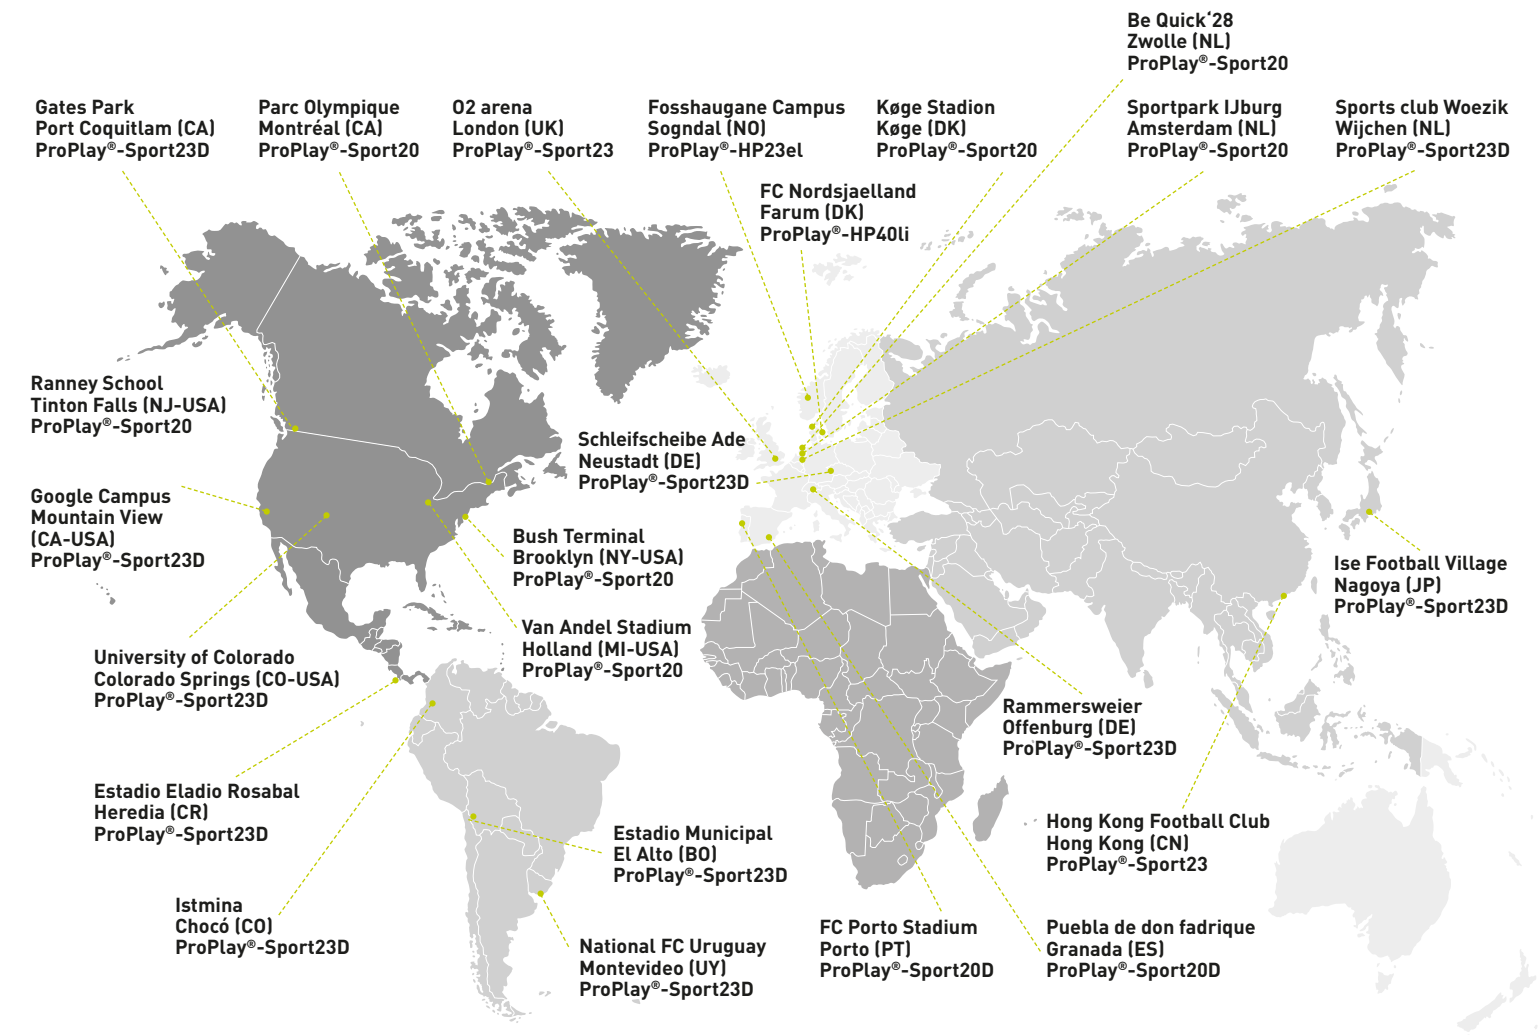 Be Quick‘28
Zwolle (NL)
ProPlay®-Sport20
Gates Park
Port Coquitlam (CA)
ProPlay®-Sport23D
Parc Olympique
Montréal (CA)
ProPlay®-Sport20
O2 arena
London (UK)
ProPlay®-Sport23
Fosshaugane Campus
Sogndal (NO)
ProPlay®-HP23el
Køge Stadion
Køge (DK)
ProPlay®-Sport20
Sportpark IJburg
Amsterdam (NL)
ProPlay®-Sport20
Sports club Woezik
Wijchen (NL)
ProPlay®-Sport23D
FC Nordsjaelland
Farum (DK)
ProPlay®-HP40li
Ranney School
Tinton Falls (NJ-USA)
ProPlay®-Sport20
Schleifscheibe Ade
Neustadt (DE)
ProPlay®-Sport23D
Google Campus
Mountain View
(CA-USA)
ProPlay®-Sport23D
Bush Terminal
Brooklyn (NY-USA)
ProPlay®-Sport20
Ise Football Village
Nagoya (JP)
ProPlay®-Sport23D
Van Andel Stadium
Holland (MI-USA)
ProPlay®-Sport20
University of Colorado
Colorado Springs (CO-USA)
ProPlay®-Sport23D
Rammersweier
Offenburg (DE)
ProPlay®-Sport23D
Estadio Eladio Rosabal
Heredia (CR)
ProPlay®-Sport23D
Estadio Municipal
El Alto (BO)
ProPlay®-Sport23D
Hong Kong Football Club
Hong Kong (CN)
ProPlay®-Sport23
Istmina
Chocó (CO)
ProPlay®-Sport23D
National FC Uruguay
Montevideo (UY)
ProPlay®-Sport23D
FC Porto Stadium
Porto (PT)
ProPlay®-Sport20D
Puebla de don fadrique
Granada (ES)
ProPlay®-Sport20D